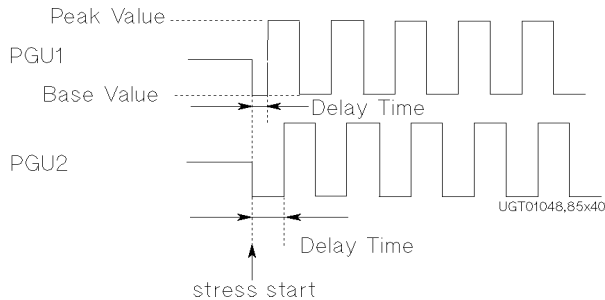 Peak Value
PGU1
Base Value
Delay Time
PGU2
UGT01048,85x40
Delay Time
stress start